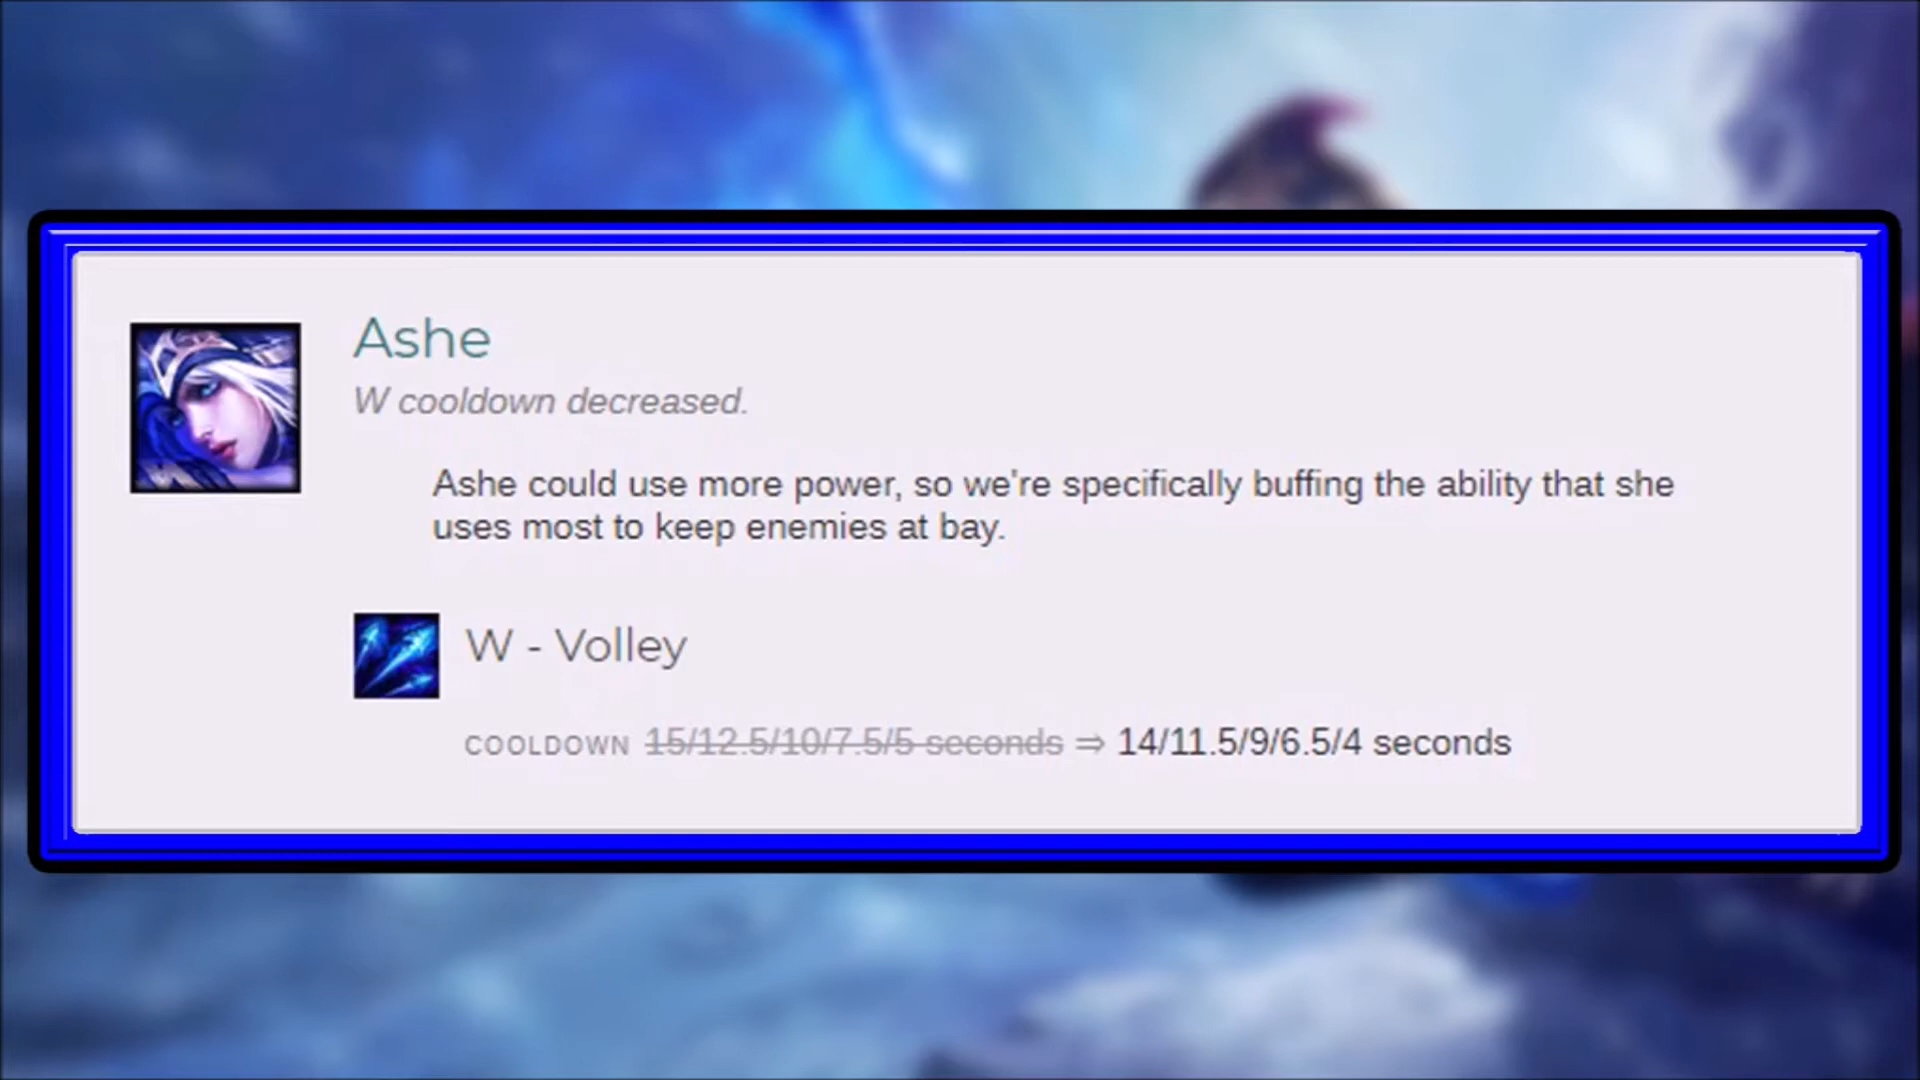 Ashe
W cooldown decreased.
Ashe could use more power, so we're specifically buffing the ability that she
uses most to keep enemies at bay.
W - Volley
COOLDOWN 15/12.5/10/7.5/5 seconds ⇒ 14/11.5/9/6.5/4 seconds